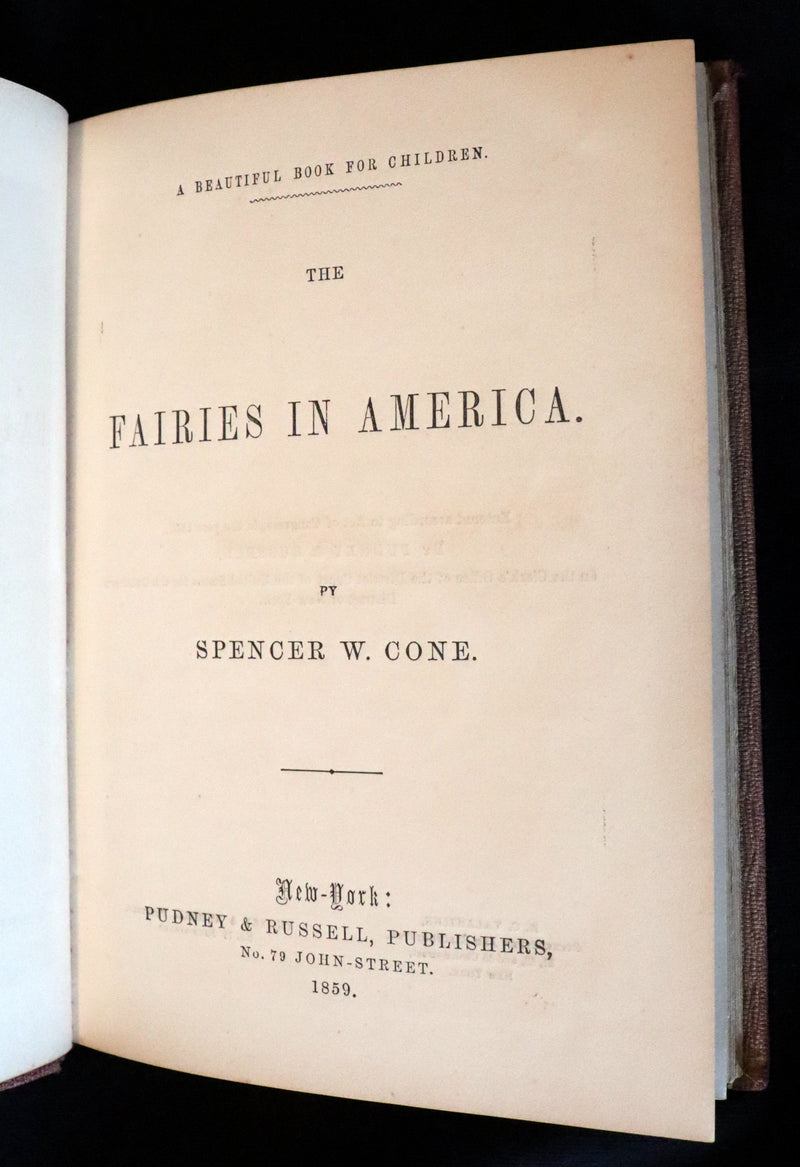 A BEAUTIFUL BOOK FOR CHILDREN.
THE
FAIRIES IN AMERICA.
PY
SPENCER W. CONE.
New-York:
PUDNEY & RUSSELL, PUBLISHERS,
No. 79 JOHN-STREET.
1859.